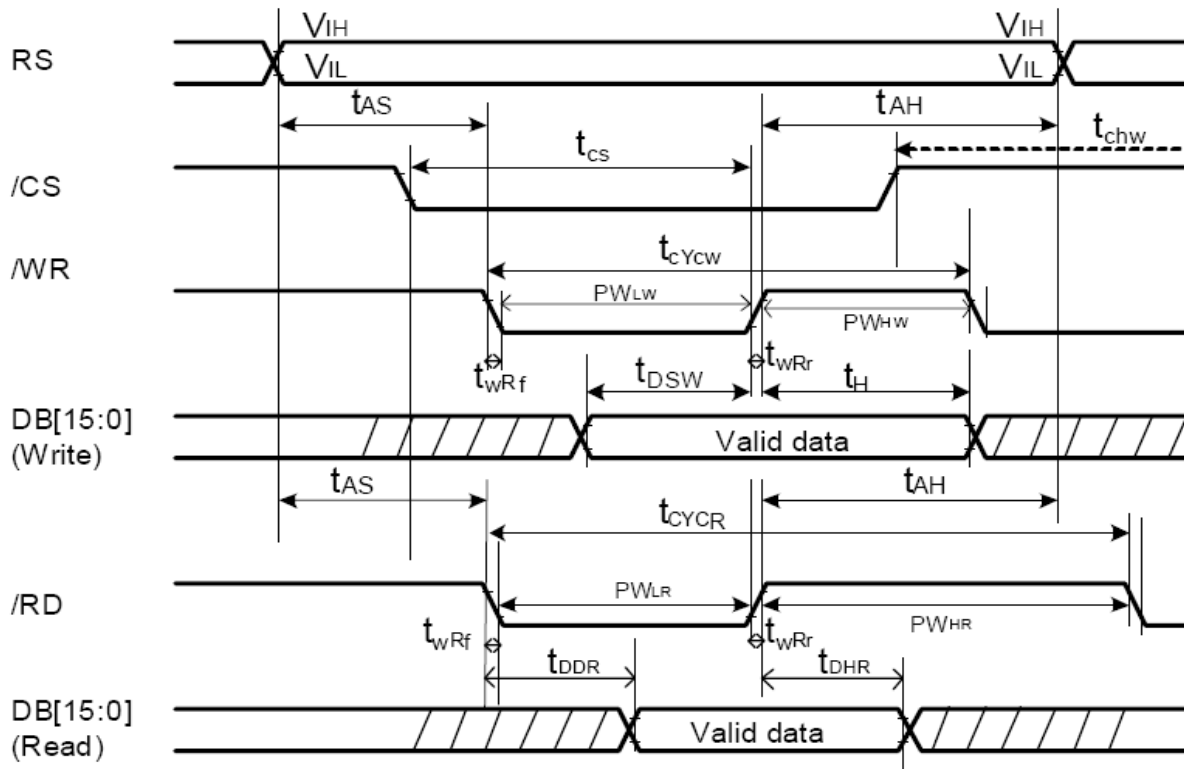 VIH VIH
RS
VIL VIL
tAS tAH
tchw
tcs
/CS
tcYcw
/WR
PWLW PWHW
twRf tDSW twRr tH
DB[15:0]
(Write)
Valid data
tAS tAH
tCYCR
/RD
PWLR PWHR
twRf twRr
tDDR tDHR
DB[15:0]
(Read)
Valid data